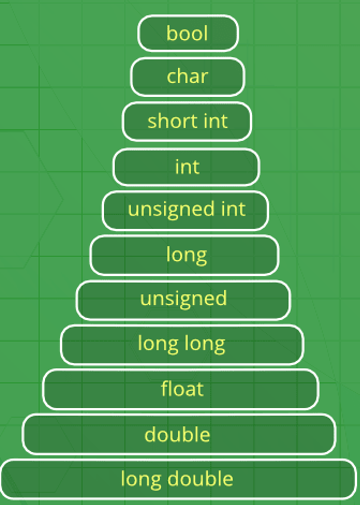 bool
char
short int
int
unsigned int
long
unsigned
long long
float
double
long double